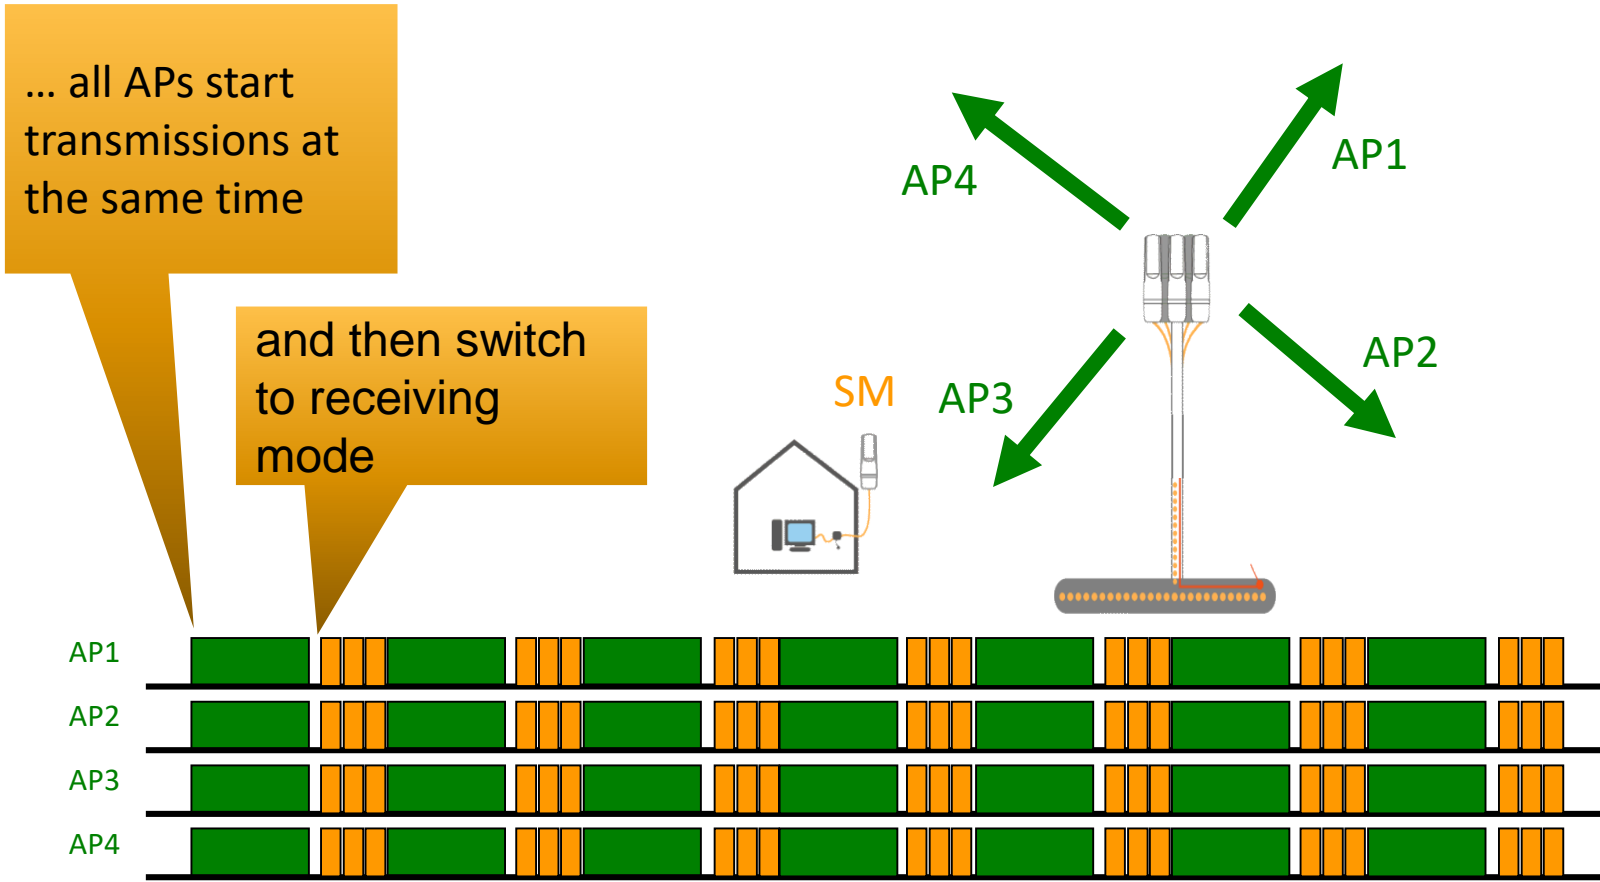 … all APs start
transmissions at
the same time
and then switch
to receiving
mode
AP4
AP1
AP2
SM
AP3
AP1
AP2
AP3
AP4